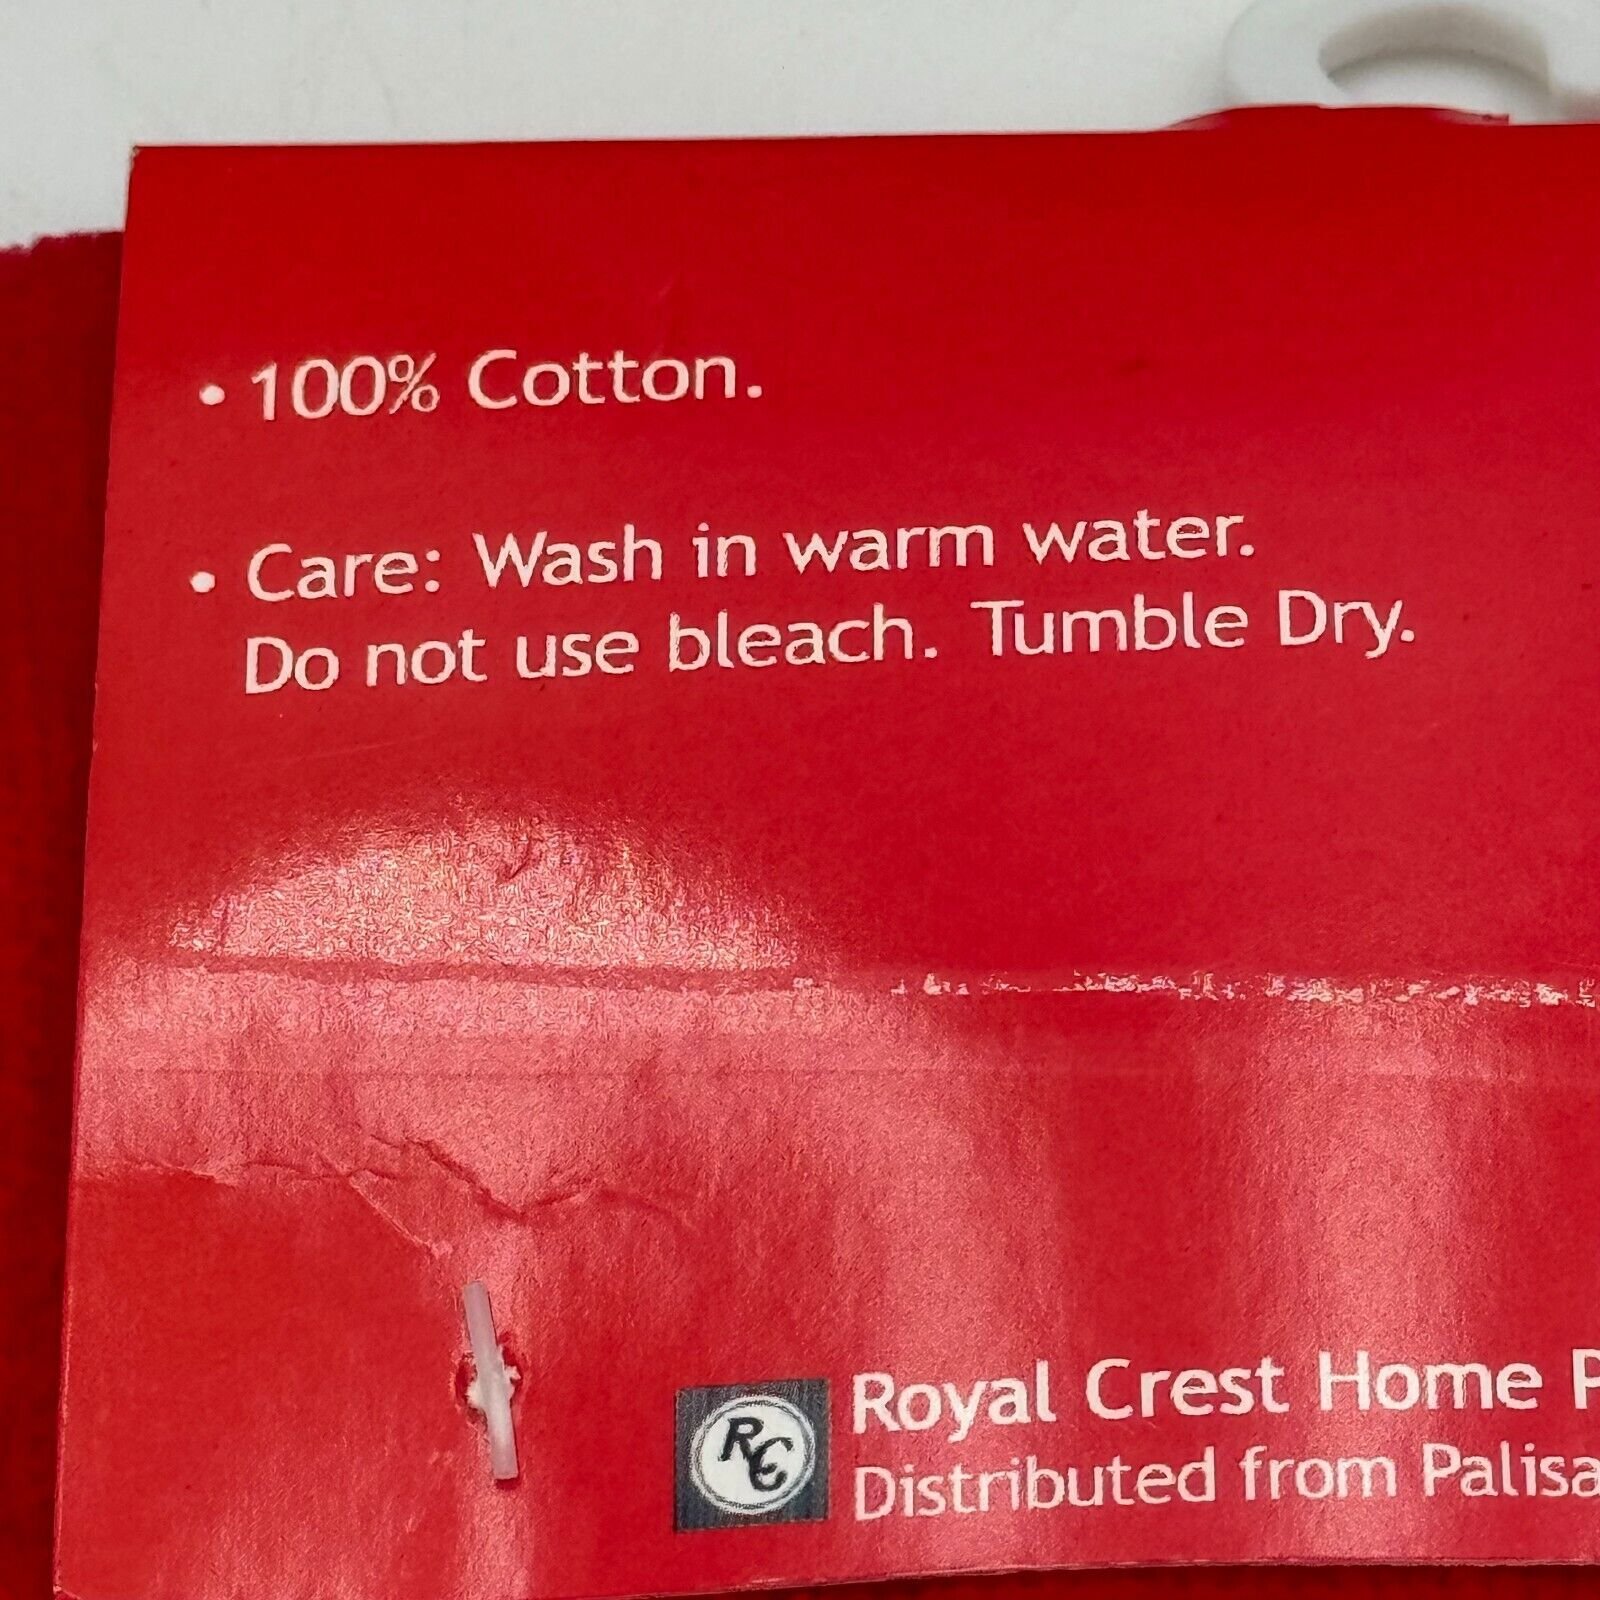 • 100% Cotton.
• Care: Wash in warm water.
Do not use bleach. Tumble Dry.
RC
Royal Crest Home
Distributed from